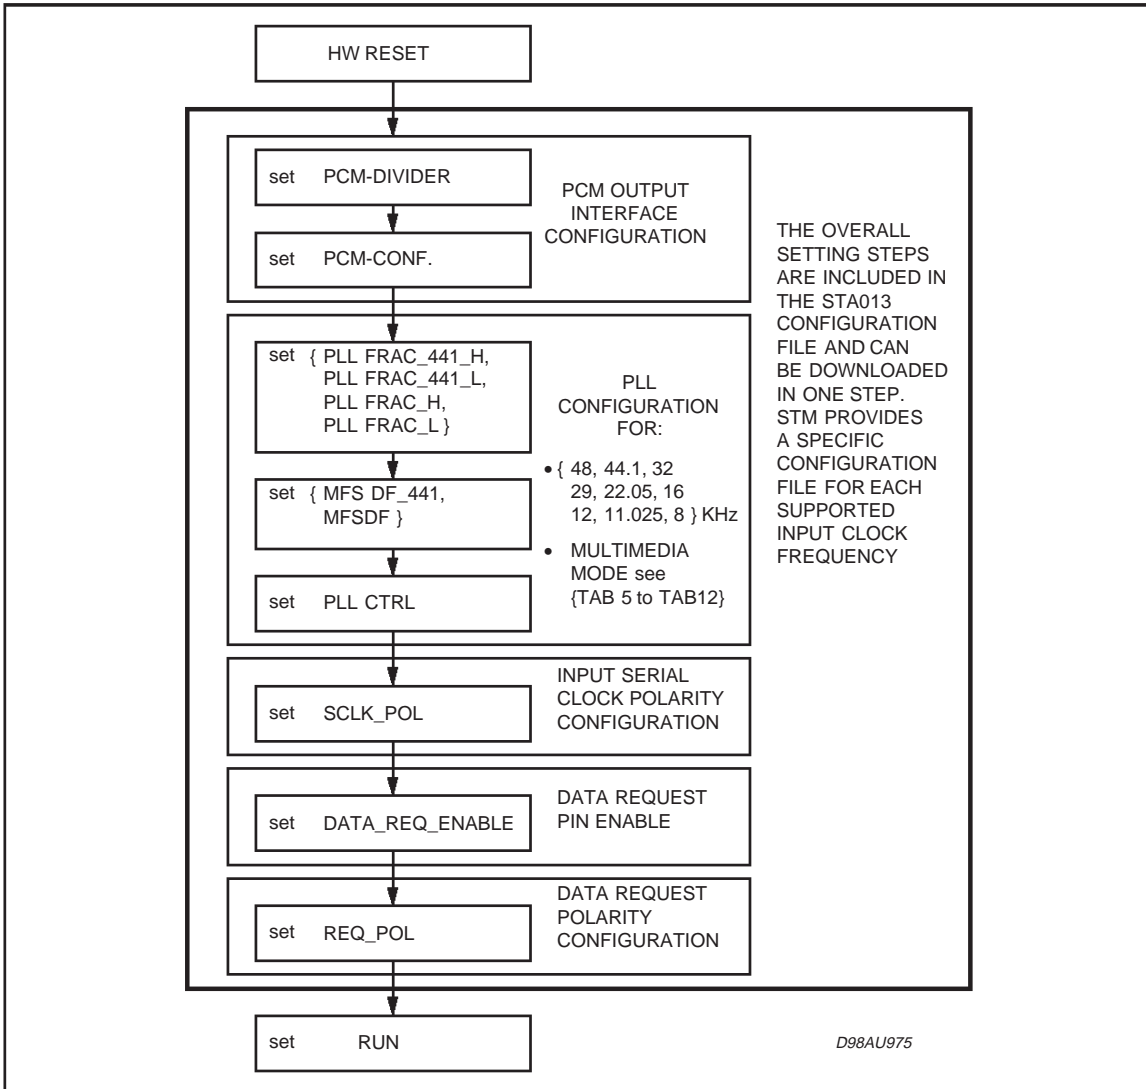 HW RESET
set PCM-DIVIDER
set PCM-CONF.
PCM OUTPUT
INTERFACE
CONFIGURATION
set { PLL FRAC_441_H,
PLL FRAC_441_L,
PLL FRAC_H,
PLL FRAC_L }
set { MFS DF_441,
MFSDF }
set PLL CTRL
PLL
CONFIGURATION
FOR:
• { 48, 44.1, 32
29, 22.05, 16
12, 11.025, 8 } KHz
• MULTIMEDIA
MODE see
{TAB 5 to TAB12}
set SCLK_POL
INPUT SERIAL
CLOCK POLARITY
CONFIGURATION
set DATA_REQ_ENABLE
DATA REQUEST
PIN ENABLE
set REQ_POL
DATA REQUEST
POLARITY
CONFIGURATION
THE OVERALL
SETTING STEPS
ARE INCLUDED IN
THE STA013
CONFIGURATION
FILE AND CAN
BE DOWNLOADED
IN ONE STEP.
STM PROVIDES
A SPECIFIC
CONFIGURATION
FILE FOR EACH
SUPPORTED
INPUT CLOCK
FREQUENCY
set RUN
D98AU975